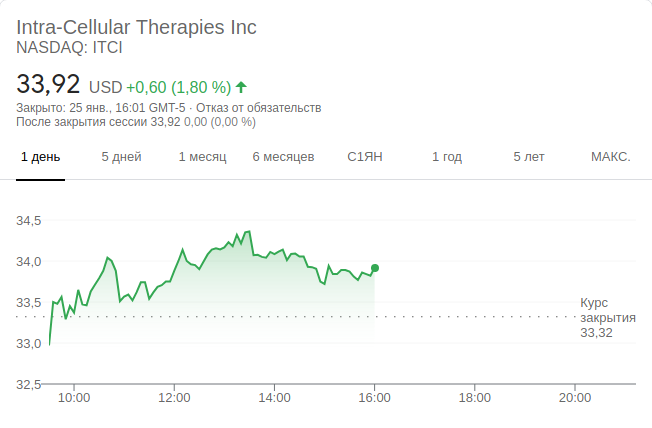 Intra-Cellular Therapies Inc
NASDAQ: ITCI
33,92 USD +0,60 (1,80 %)
Закрыто: 25 янв., 16:01 GMT-5 · Отказ от обязательств
После закрытия сессии 33,92 0,00 (0,00 %)
1 день 5 дней 1 месяц 6 месяцев С1ЯН 1 год 5 лет МАКС.
34,5
34,0
33,5
33,0
32,5
Курс
закрытия
33,32
10:00 12:00 14:00 16:00 18:00 20:00